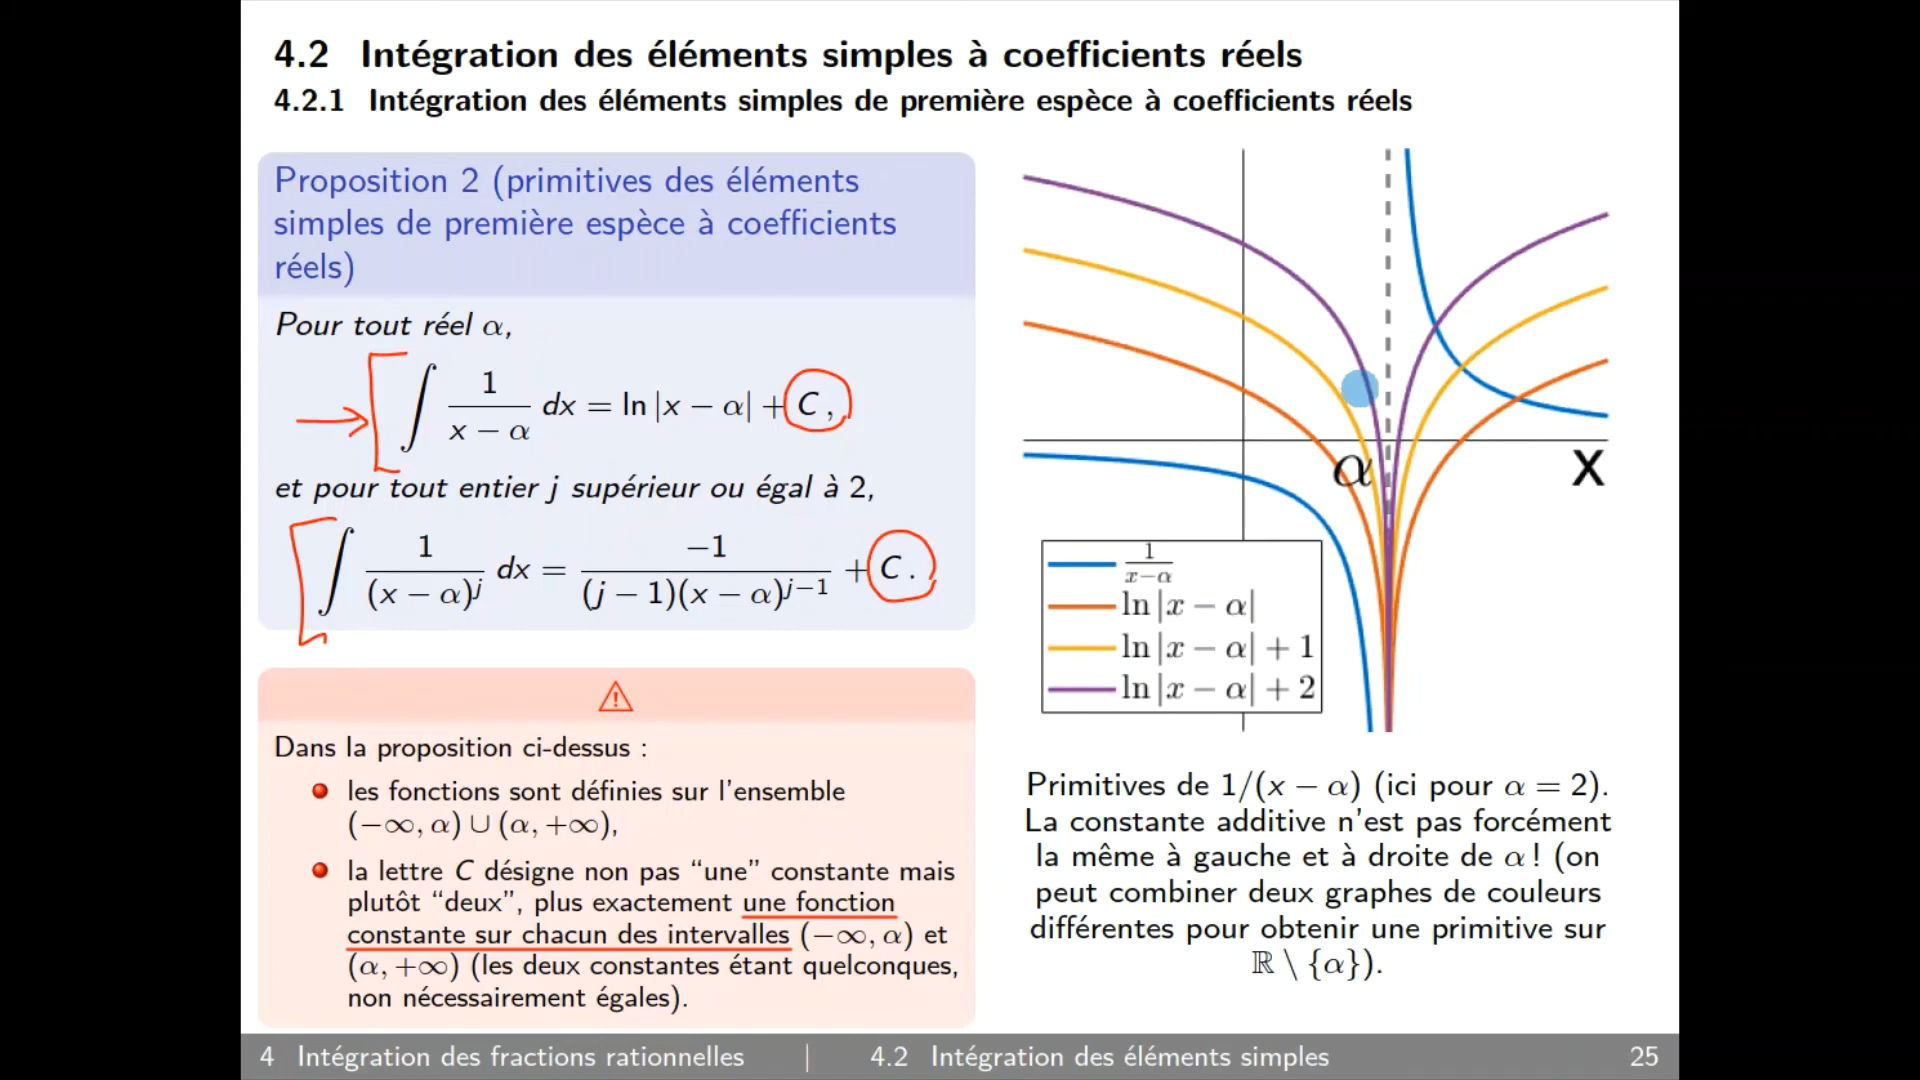 4.2 Intégration des éléments simples à coefficients réels
4.2.1 Intégration des éléments simples de première espèce à coefficients réels
Proposition 2 (primitives des éléments
simples de première espèce à coefficients
réels)
Pour tout réel α,
∫ 1/(x − α) dx = ln |x − α| + C ,
et pour tout entier j supérieur ou égal à 2,
∫ 1/(x − α)^j dx = −1/((j − 1)(x − α)^{j−1}) + C .
⚠
Dans la proposition ci-dessus :
les fonctions sont définies sur l'ensemble
(−∞, α) ∪ (α, +∞),
la lettre C désigne non pas “une” constante mais
plutôt “deux”, plus exactement une fonction
constante sur chacun des intervalles (−∞, α) et
(α, +∞) (les deux constantes étant quelconques,
non nécessairement égales).
α
X
1/(x−α)
ln |x − α|
ln |x − α| + 1
ln |x − α| + 2
Primitives de 1/(x − α) (ici pour α = 2).
La constante additive n'est pas forcément
la même à gauche et à droite de α ! (on
peut combiner deux graphes de couleurs
différentes pour obtenir une primitive sur
ℝ \ {α}).
4 Intégration des fractions rationnelles | 4.2 Intégration des éléments simples 25